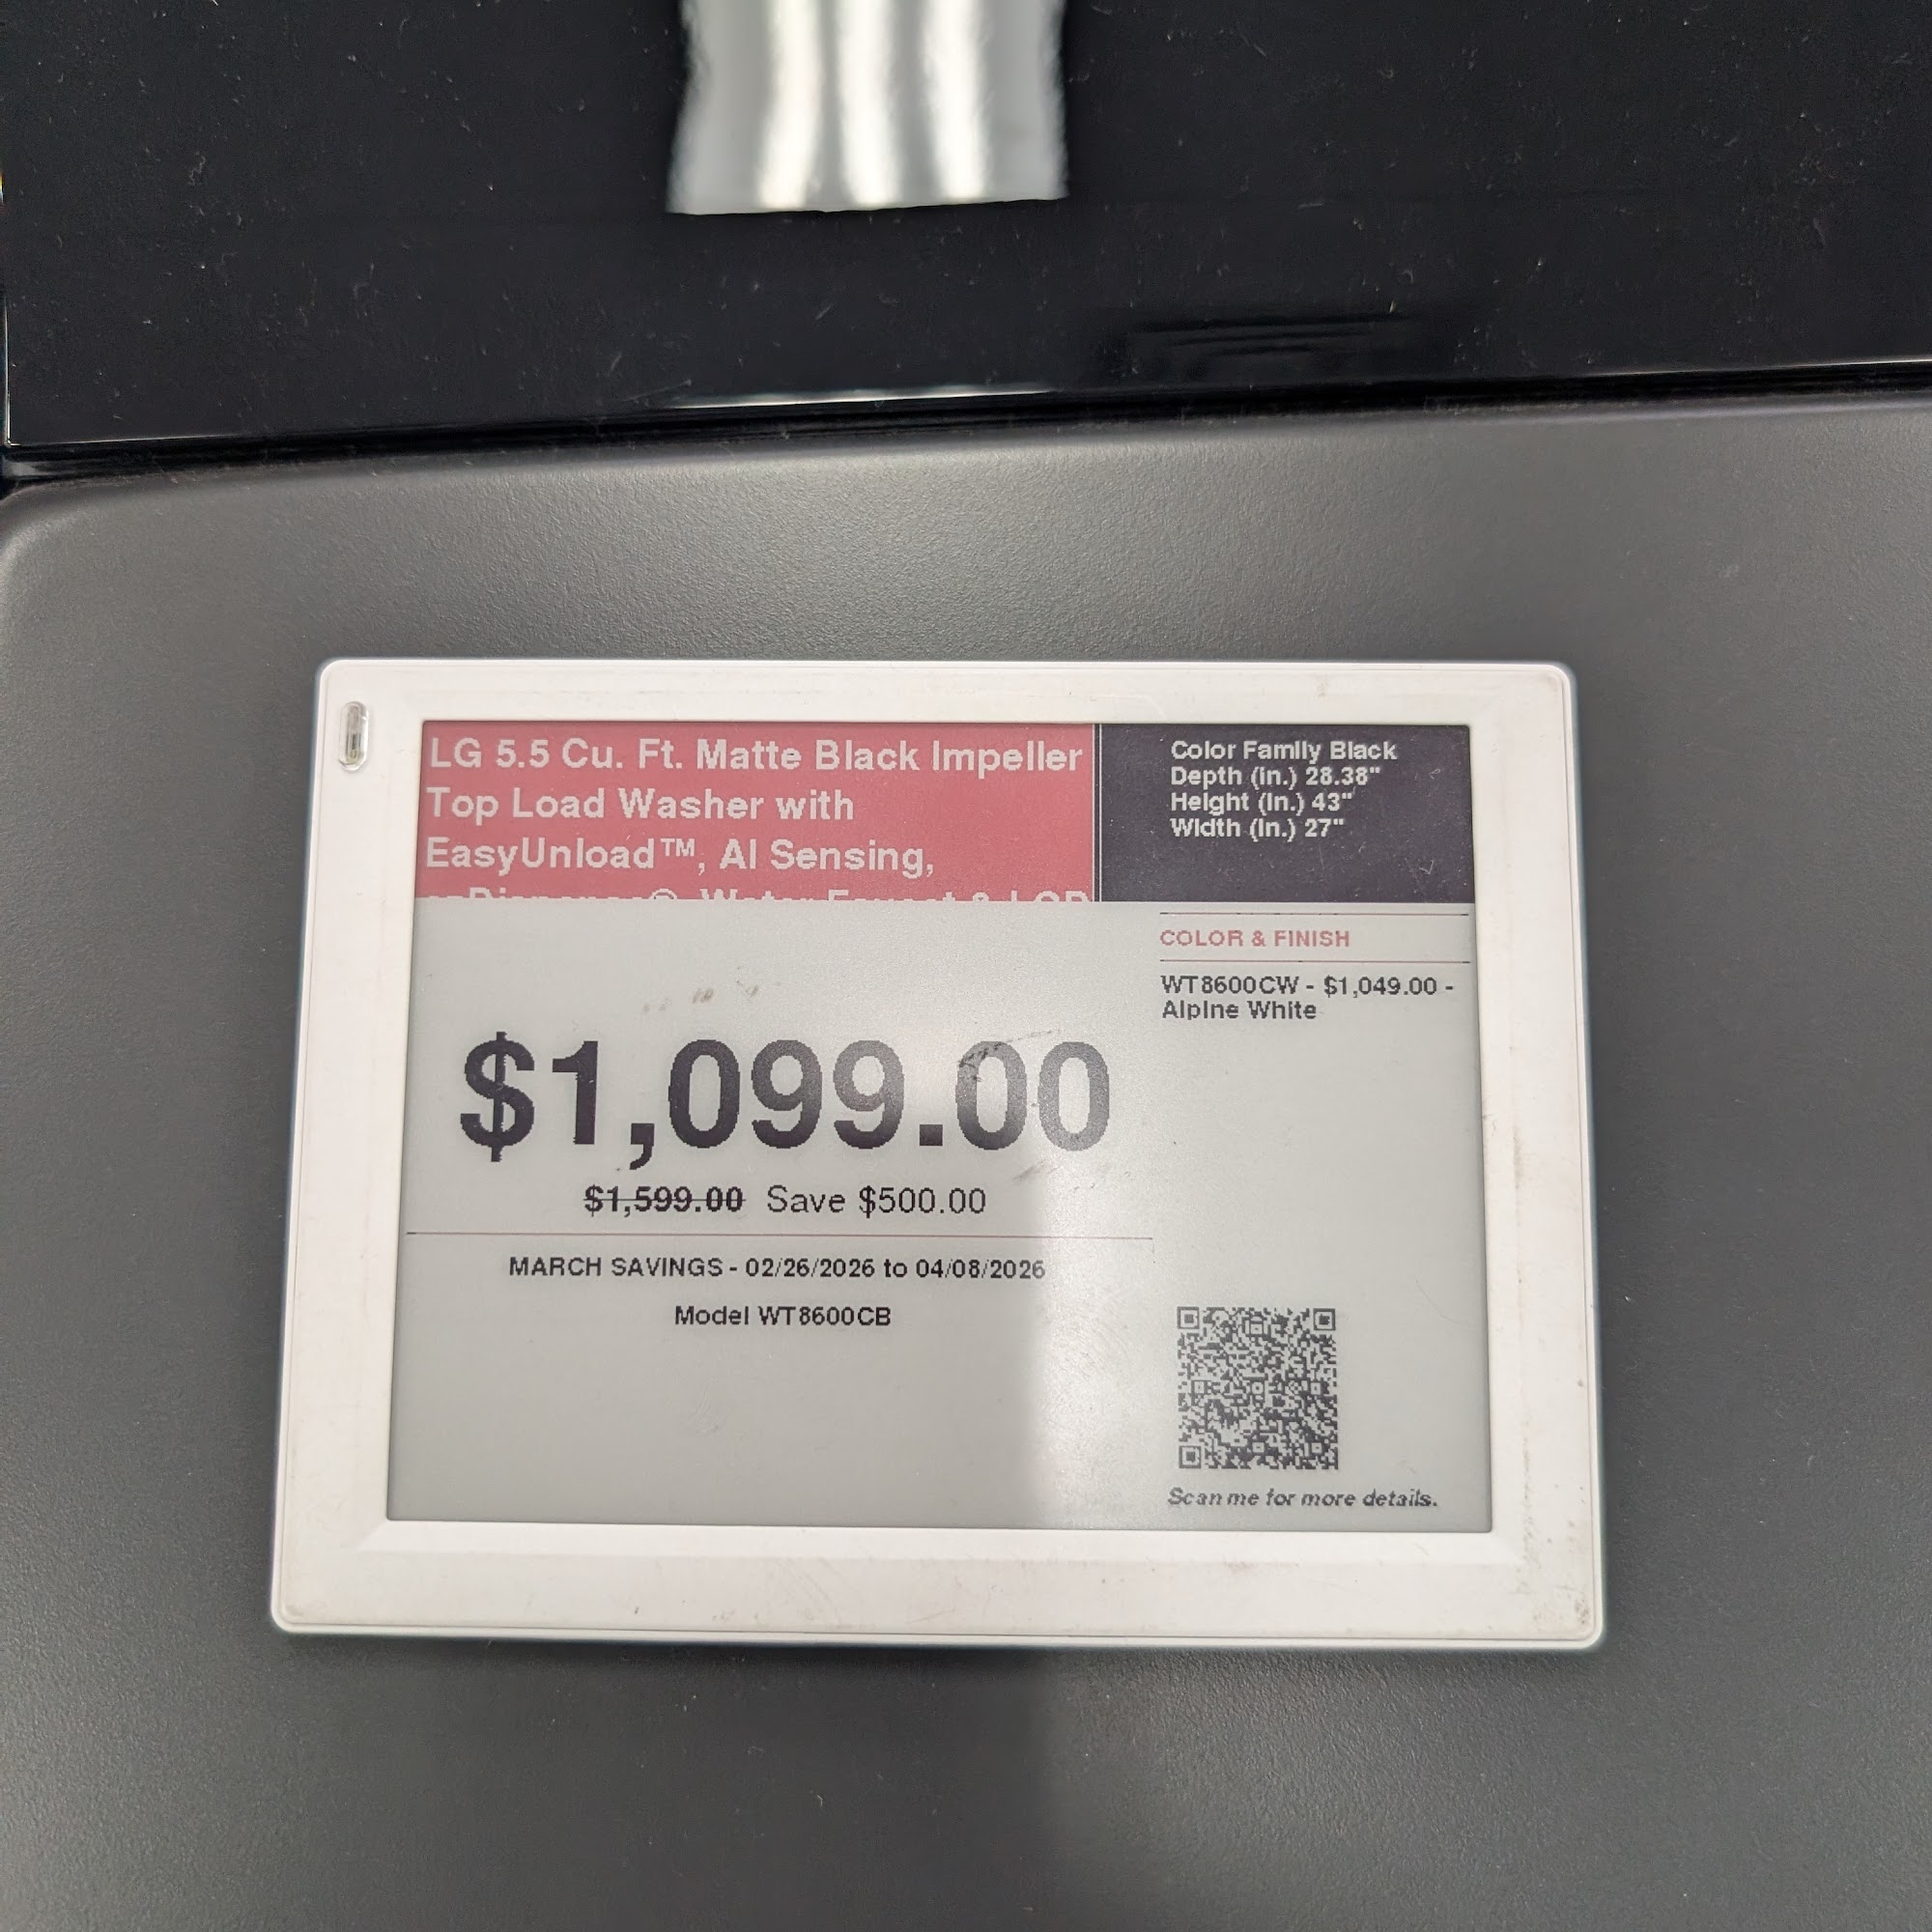 LG 5.5 Cu. Ft. Matte Black Impeller
Top Load Washer with
EasyUnload™, AI Sensing,
Color Family Black
Depth (in.) 28.38"
Height (in.) 43"
Width (in.) 27"
COLOR & FINISH
WT8600CW - $1,049.00 -
Alpine White
$1,099.00
$1,599.00 Save $500.00
MARCH SAVINGS - 02/26/2026 to 04/08/2026
Model WT8600CB
Scan me for more details.